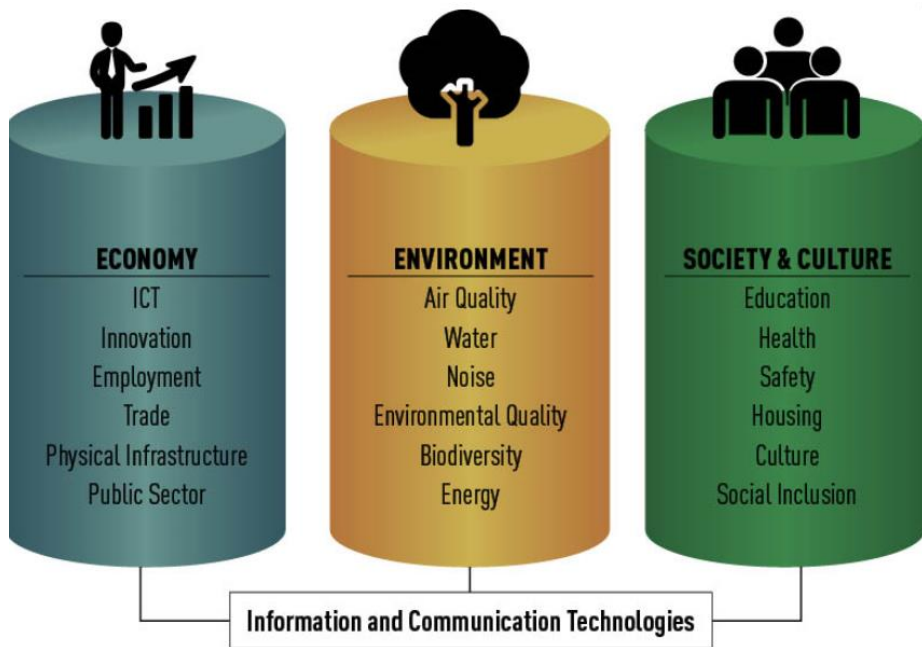 ECONOMY
ICT
Innovation
Employment
Trade
Physical Infrastructure
Public Sector
ENVIRONMENT
Air Quality
Water
Noise
Environmental Quality
Biodiversity
Energy
SOCIETY & CULTURE
Education
Health
Safety
Housing
Culture
Social Inclusion
Information and Communication Technologies